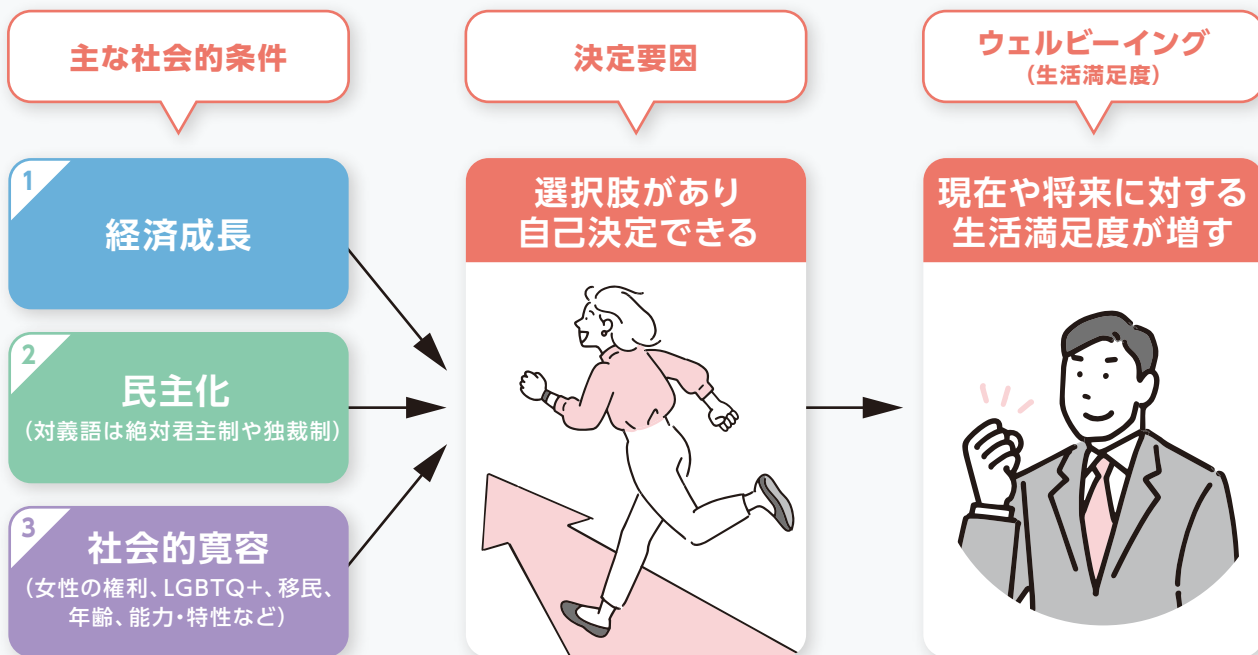 主な社会的条件
決定要因
ウェルビーイング
（生活満足度）
1
経済成長
2
民主化
（対義語は絶対君主制や独裁制）
3
社会的寛容
（女性の権利、LGBTQ+、移民、
年齢、能力・特性など）
選択肢があり
自己決定できる
現在や将来に対する
生活満足度が増す